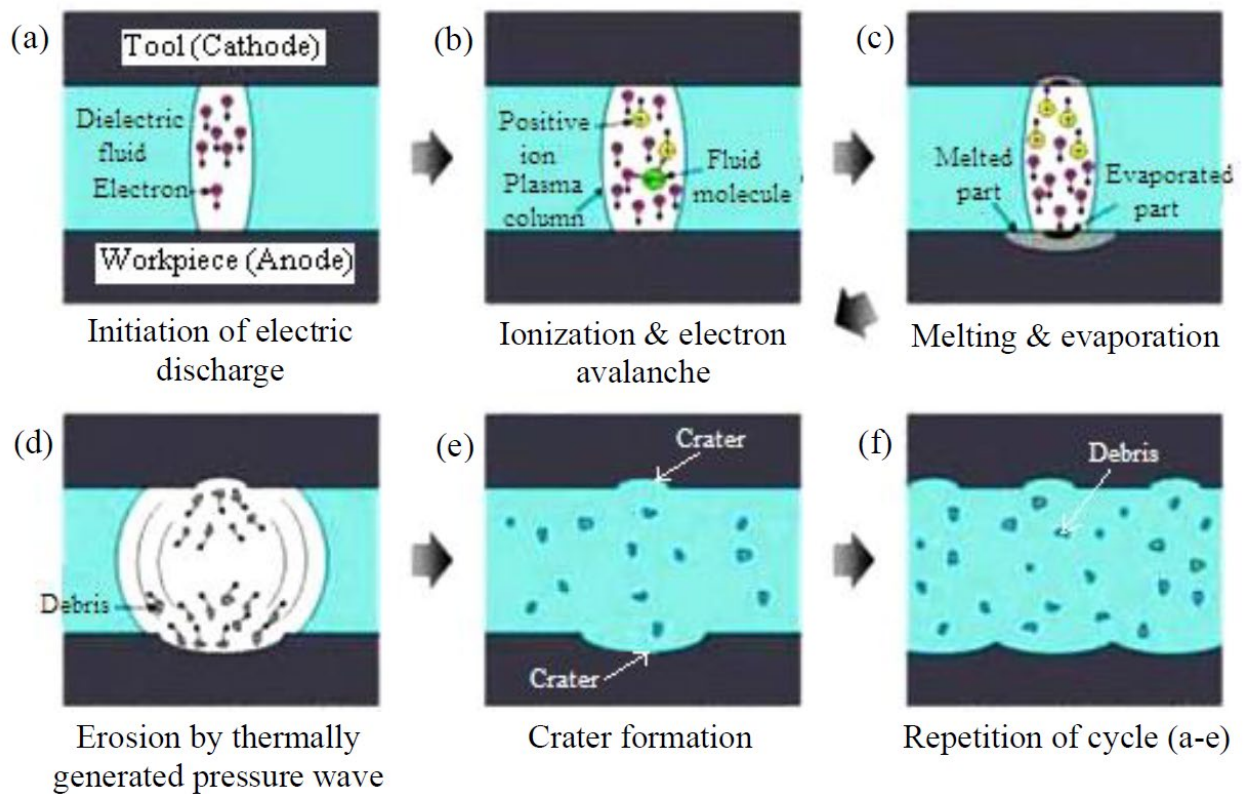 (a)
Tool (Cathode)
Dielectric
fluid
Electron
Workpiece (Anode)
Initiation of electric
discharge
(b)
Positive
ion
Plasma
column
Fluid
molecule
Ionization & electron
avalanche
(c)
Melted
part
Evaporated
part
Melting & evaporation
(d)
Debris
Erosion by thermally
generated pressure wave
(e)
Crater
Crater
Crater formation
(f)
Debris
Repetition of cycle (a-e)